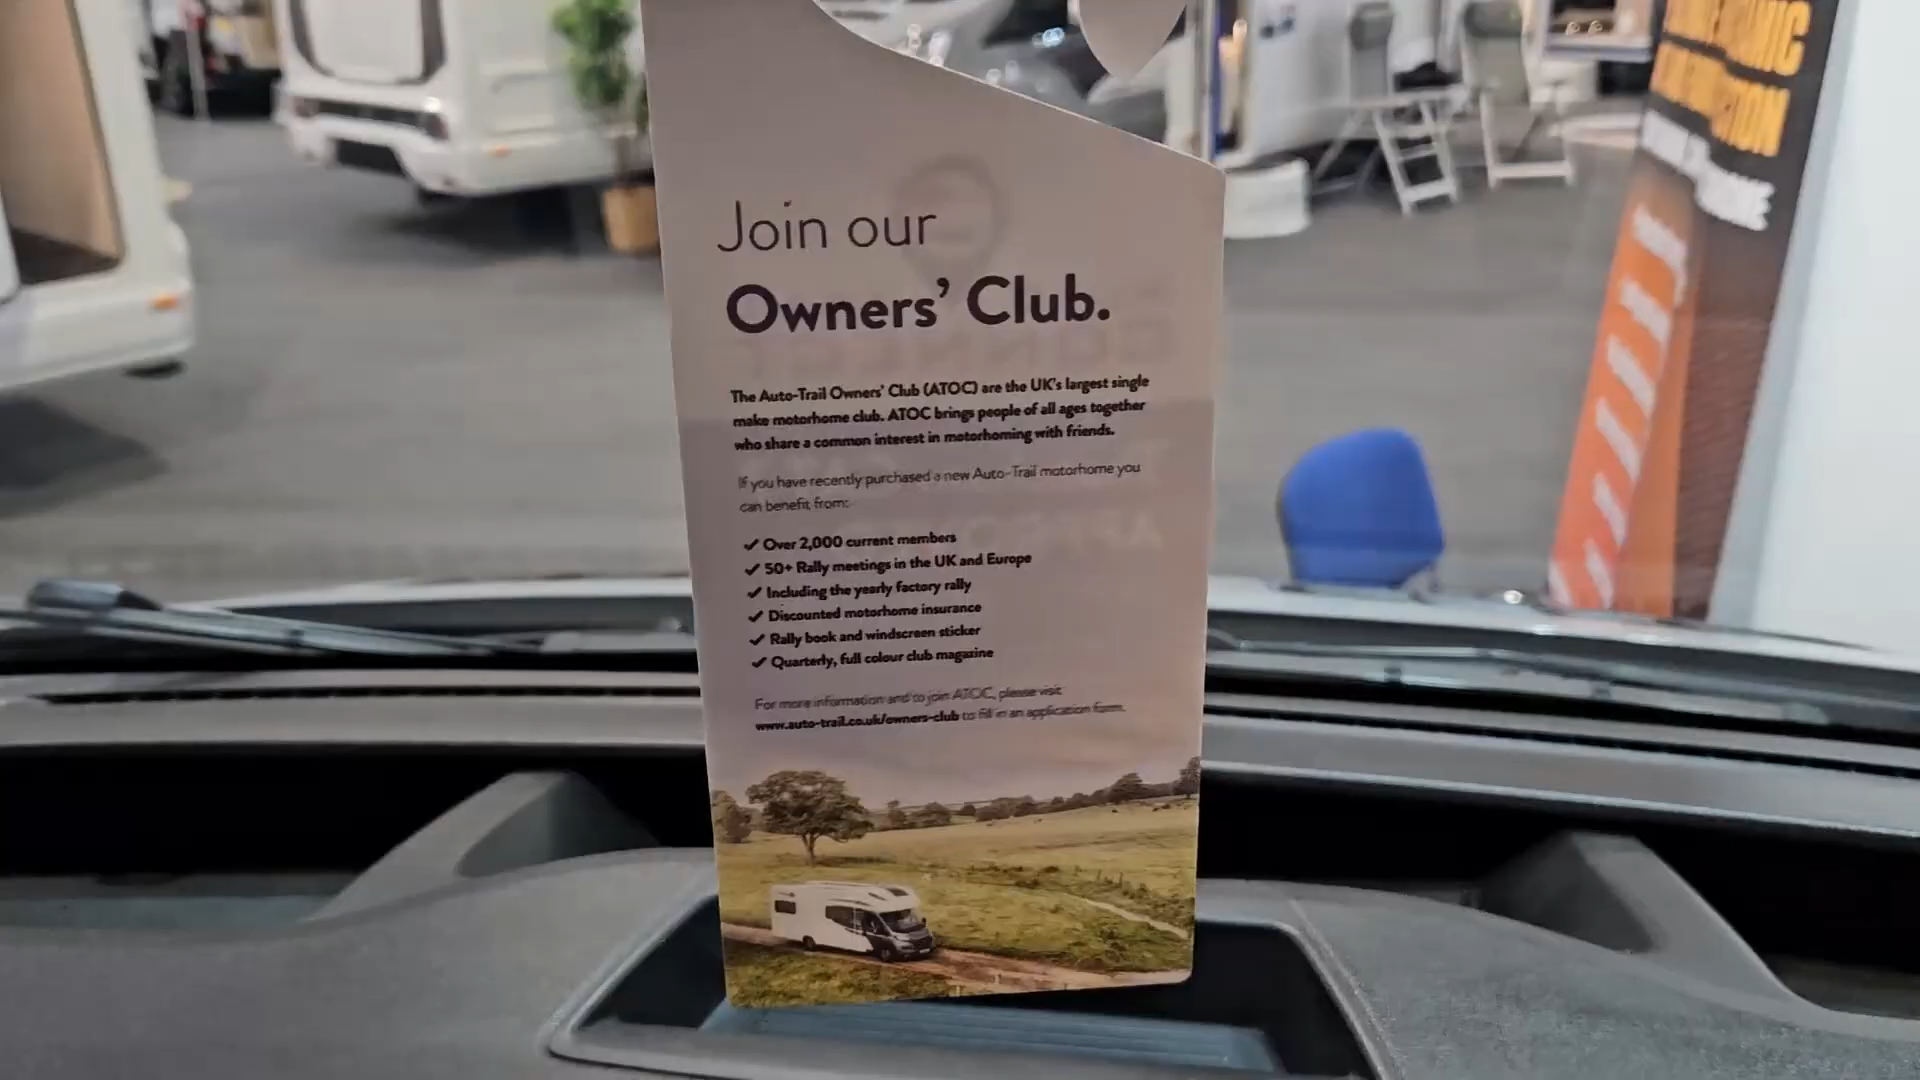 Join our
Owners’ Club.
The Auto-Trail Owners’ Club (ATOC) are the UK’s largest single
make motorhome club. ATOC brings people of all ages together
who share a common interest in motorhoming with friends.
If you have recently purchased a new Auto-Trail motorhome you
can benefit from:
✓ Over 2,000 current members
✓ 50+ Rally meetings in the UK and Europe
✓ Including the yearly factory rally
✓ Discounted motorhome insurance
✓ Rally book and windscreen sticker
✓ Quarterly, full colour club magazine
For more information and to join ATOC, please visit
www.auto-trail.co.uk/owners-club to fill in an application form.